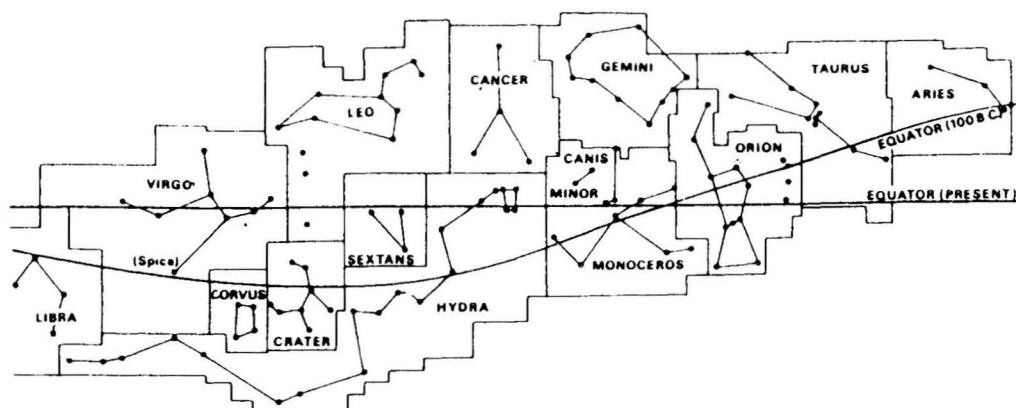 GEMINI
TAURUS
CANCER
ARIES
LEO
EQUATOR (100 B C)
ORION
CANIS
MINOR
VIRGO
EQUATOR (PRESENT)
(Spica)
SEXTANS
MONOCEROS
CORVUS
HYDRA
LIBRA
CRATER